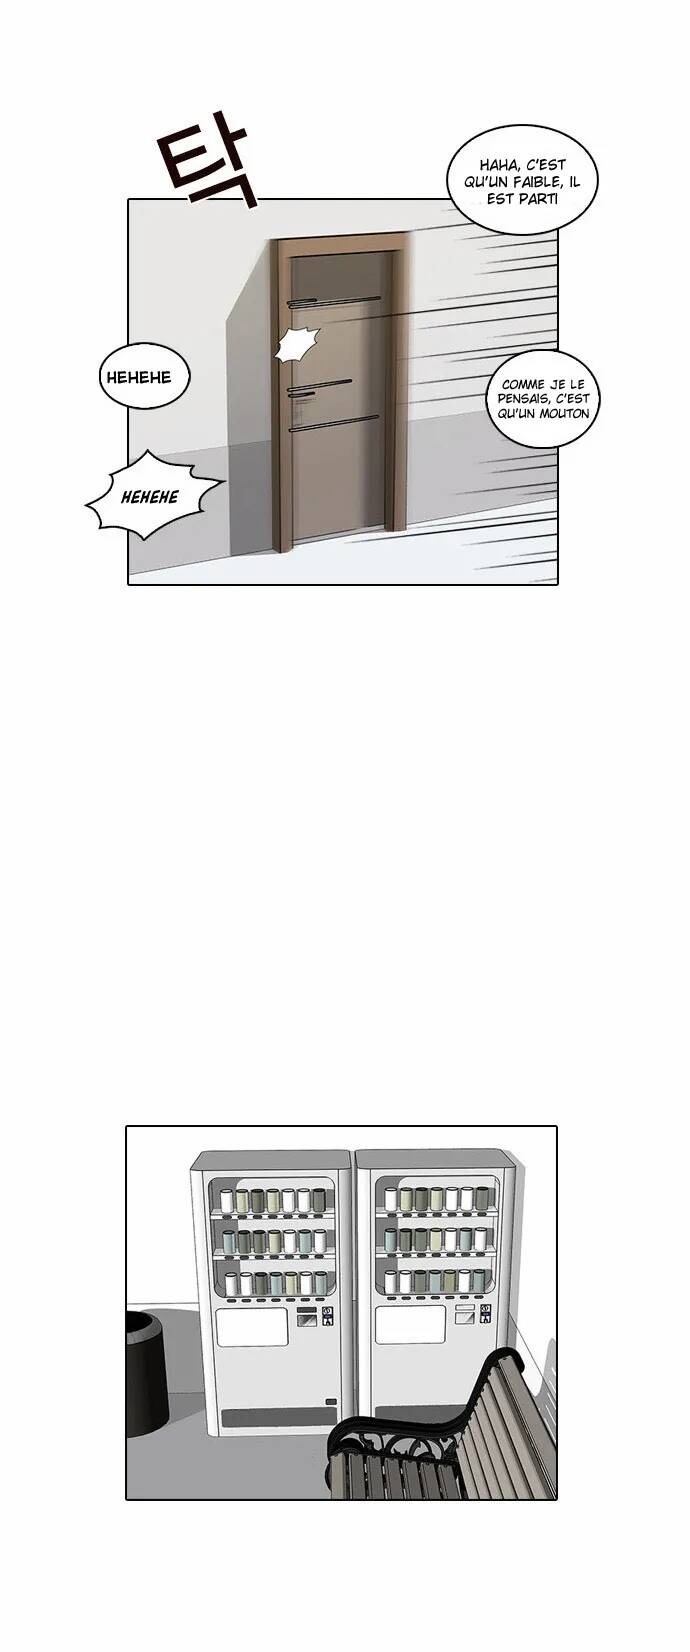 탁
HAHA, C'EST
QU'UN FAIBLE, IL
EST PARTI
HEHEHE
COMME JE LE
PENSAIS, C'EST
QU'UN MOUTON
HEHEHE